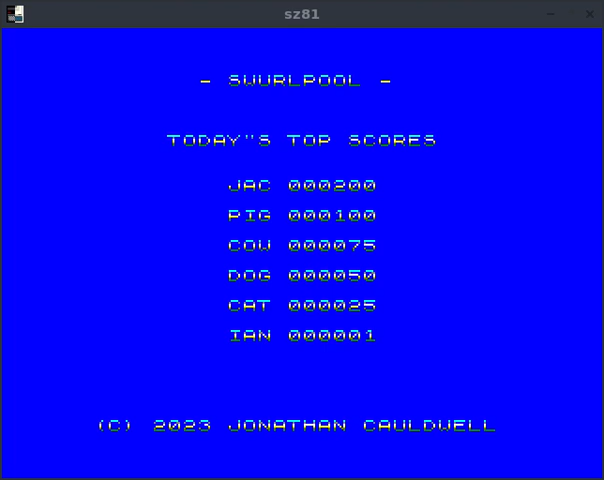 sz81
- SWURLPOOL -
TODAY"S TOP SCORES
JAC 000200
PIG 000100
COW 000075
DOG 000050
CAT 000025
IAN 000001
(C) 2023 JONATHAN CAULDWELL